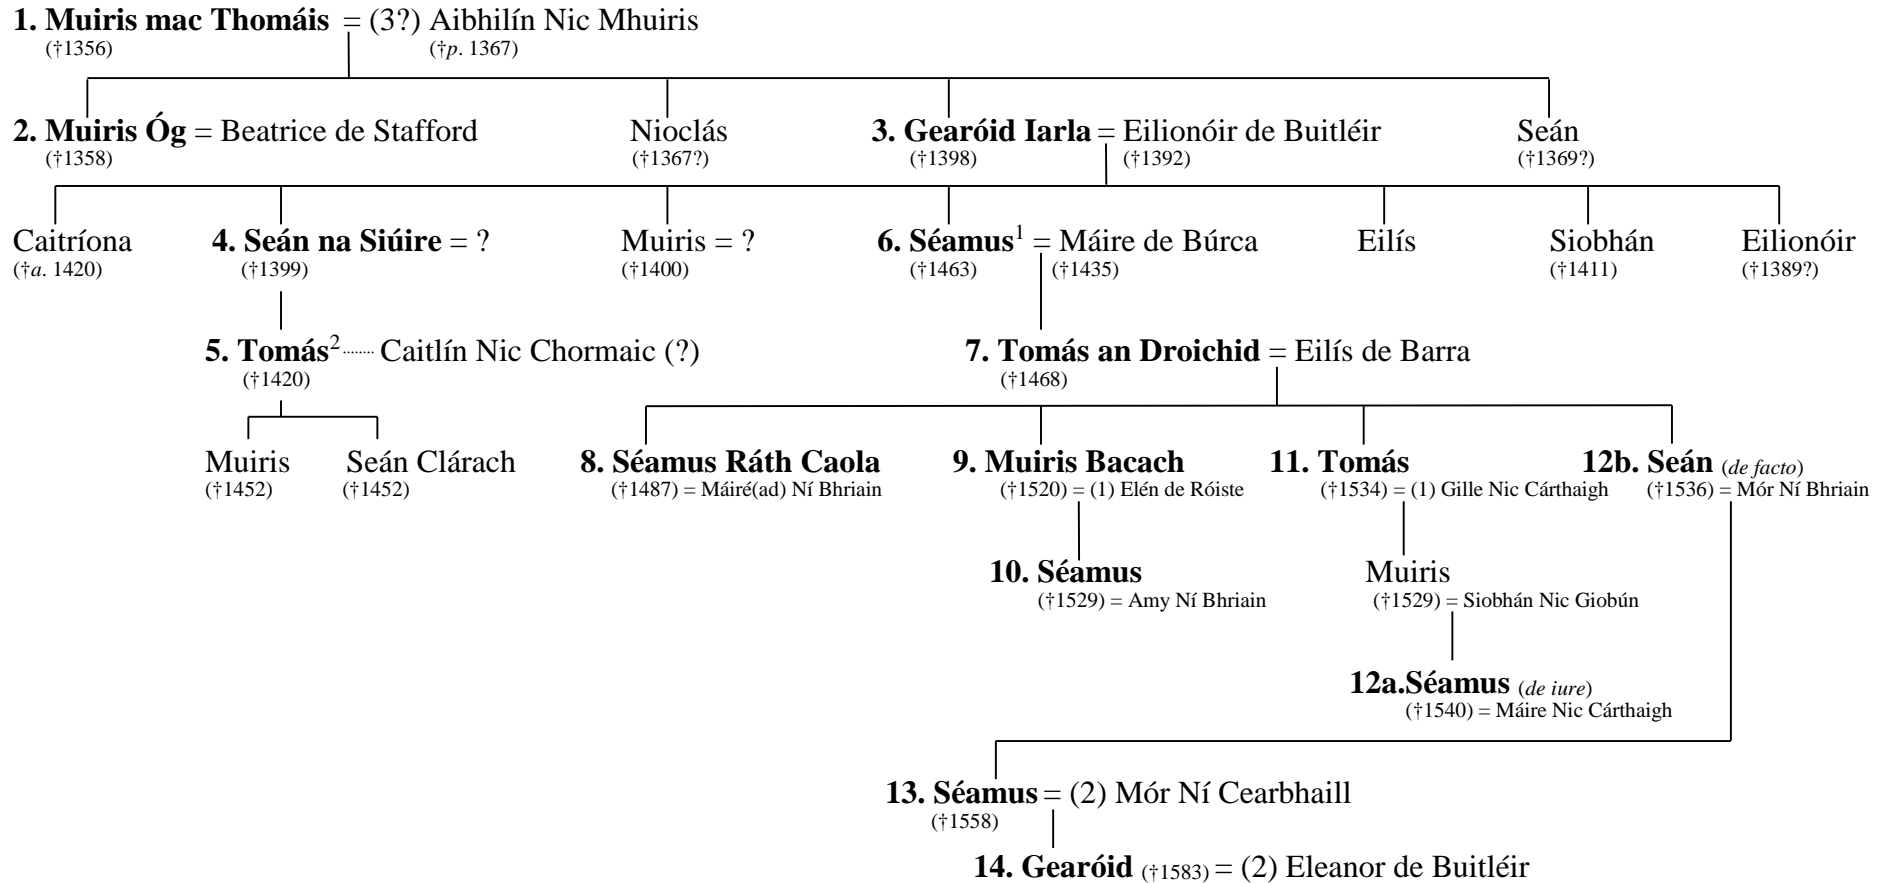 1. Muiris mac Thomáis = (3?) Aibhilín Nic Mhuiris
(†1356) (†p. 1367)
2. Muiris Óg = Beatrice de Stafford Nioclás 3. Gearóid Iarla = Eilionóir de Buitléir Seán
(†1358) (†1367?) (†1398) (†1392) (†1369?)
Caitríona 4. Seán na Siúire = ? Muiris = ? 6. Séamus1 = Máire de Búrca Eilís Siobhán Eilionóir
(†a. 1420) (†1399) (†1400) (†1463) (†1435) (†1411) (†1389?)
5. Tomás2 ........ Caitlín Nic Chormaic (?) 7. Tomás an Droichid = Eilís de Barra
(†1420) (†1468)
Muiris Seán Clárach 8. Séamus Ráth Caola 9. Muiris Bacach 11. Tomás 12b. Seán (de facto)
(†1452) (†1452) (†1487) = Máiré(ad) Ní Bhriain (†1520) = (1) Elén de Róiste (†1534) = (1) Gille Nic Cárthaigh (†1536) = Mór Ní Bhriain
10. Séamus Muiris
(†1529) = Amy Ní Bhriain (†1529) = Siobhán Nic Giobún
12a.Séamus (de iure)
(†1540) = Máire Nic Cárthaigh
13. Séamus = (2) Mór Ní Cearbhaill
(†1558)
14. Gearóid (†1583) = (2) Eleanor de Buitléir